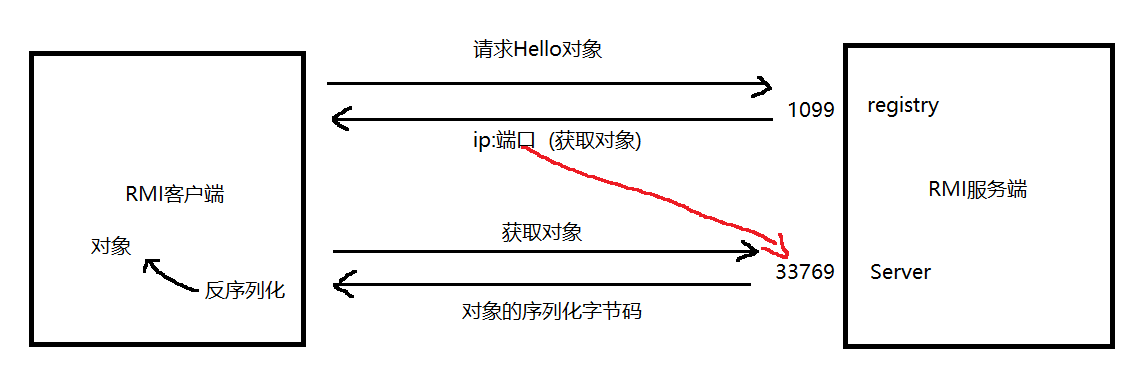 请求Hello对象
1099
registry
ip:端口 (获取对象)
RMI客户端
RMI服务端
对象
获取对象
反序列化
33769
Server
对象的序列化字节码